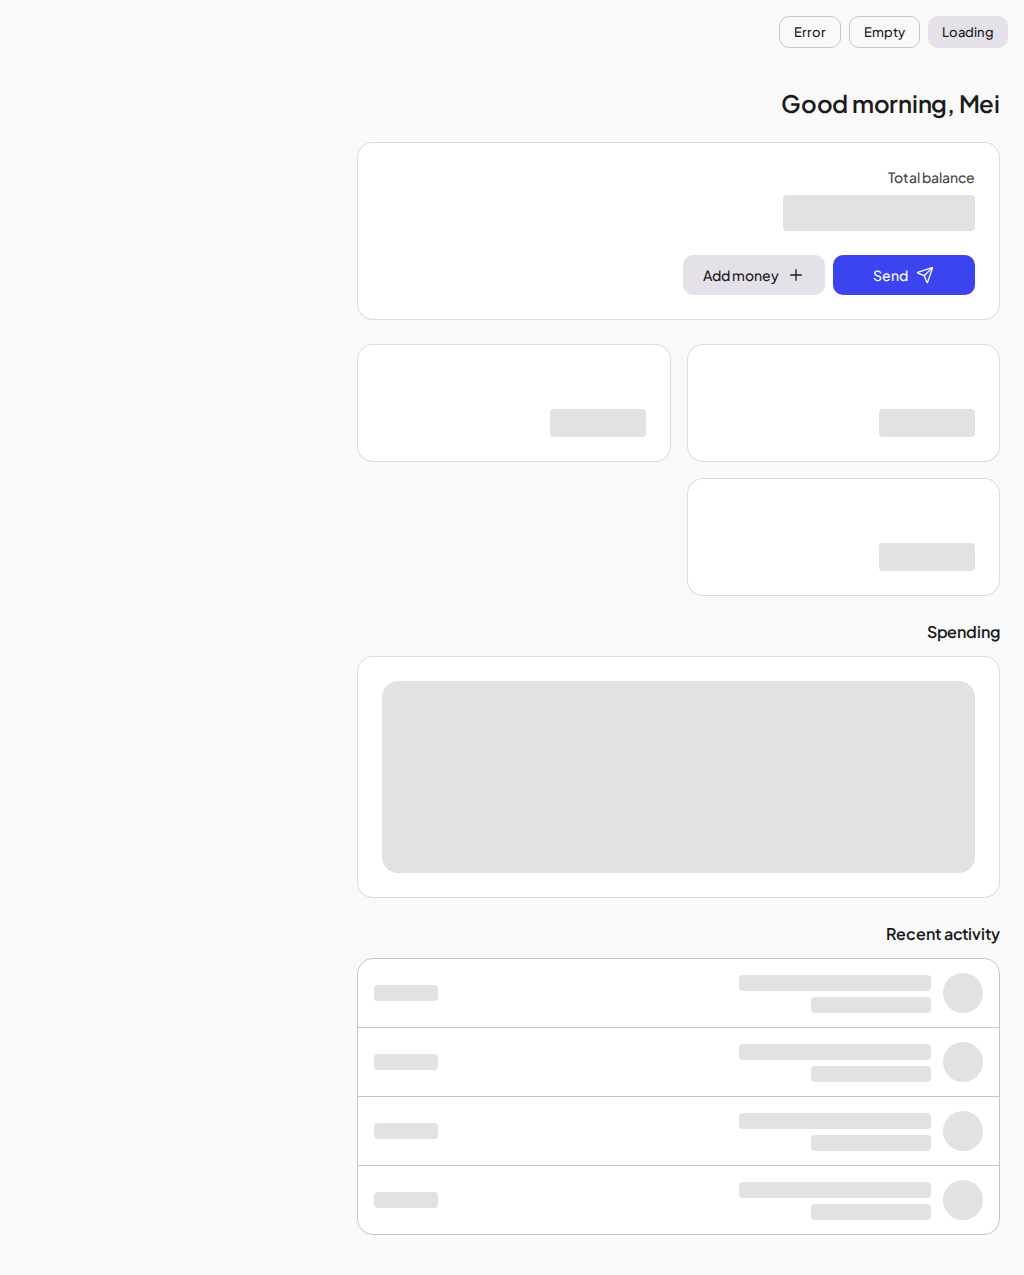 Error Empty Loading
Good morning, Mei
Total balance
Add money Send
Spending
Recent activity